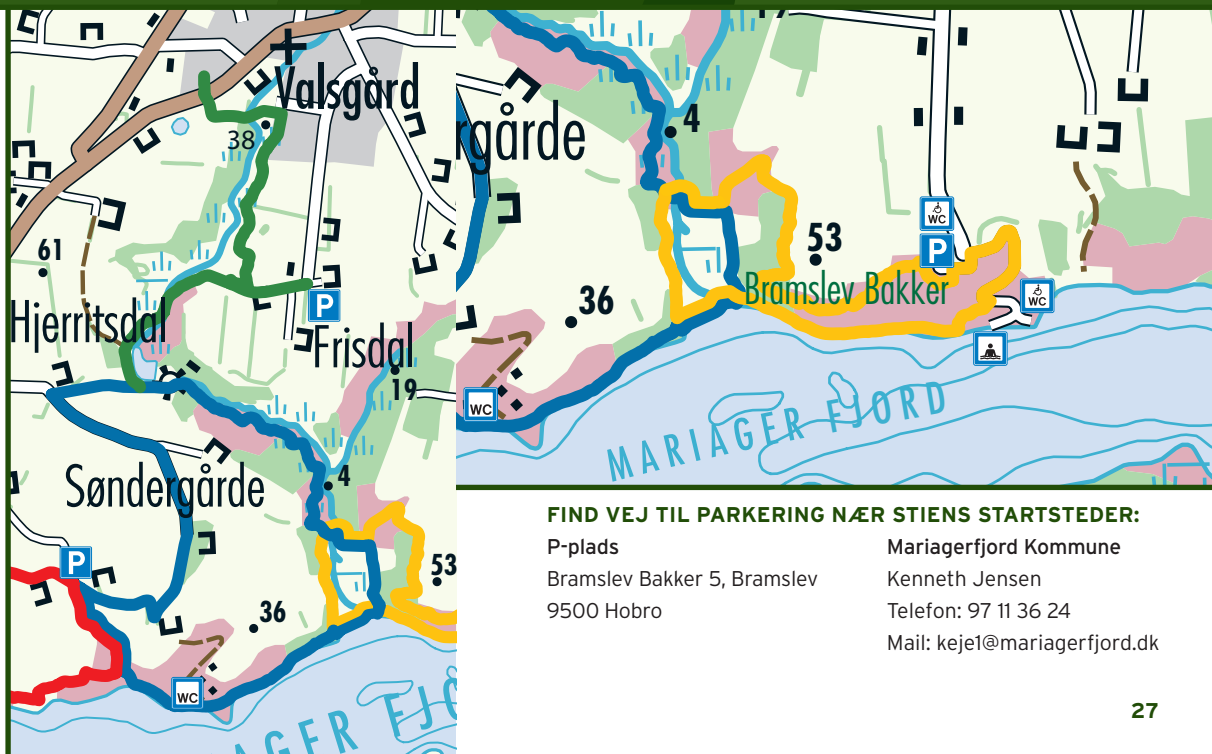 Valsgård
38
61
Hjerritsdal
P
Frisdal
19
Søndergårde
4
P
53
36
WC
AGER FJO
rgårde
4
WC
P
53
Bramslev Bakker
WC
36
WC
MARIAGER FJORD
FIND VEJ TIL PARKERING NÆR STIENS STARTSTEDER:
P-plads
Bramslev Bakker 5, Bramslev
9500 Hobro
Mariagerfjord Kommune
Kenneth Jensen
Telefon: 97 11 36 24
Mail: keje1@mariagerfjord.dk
27